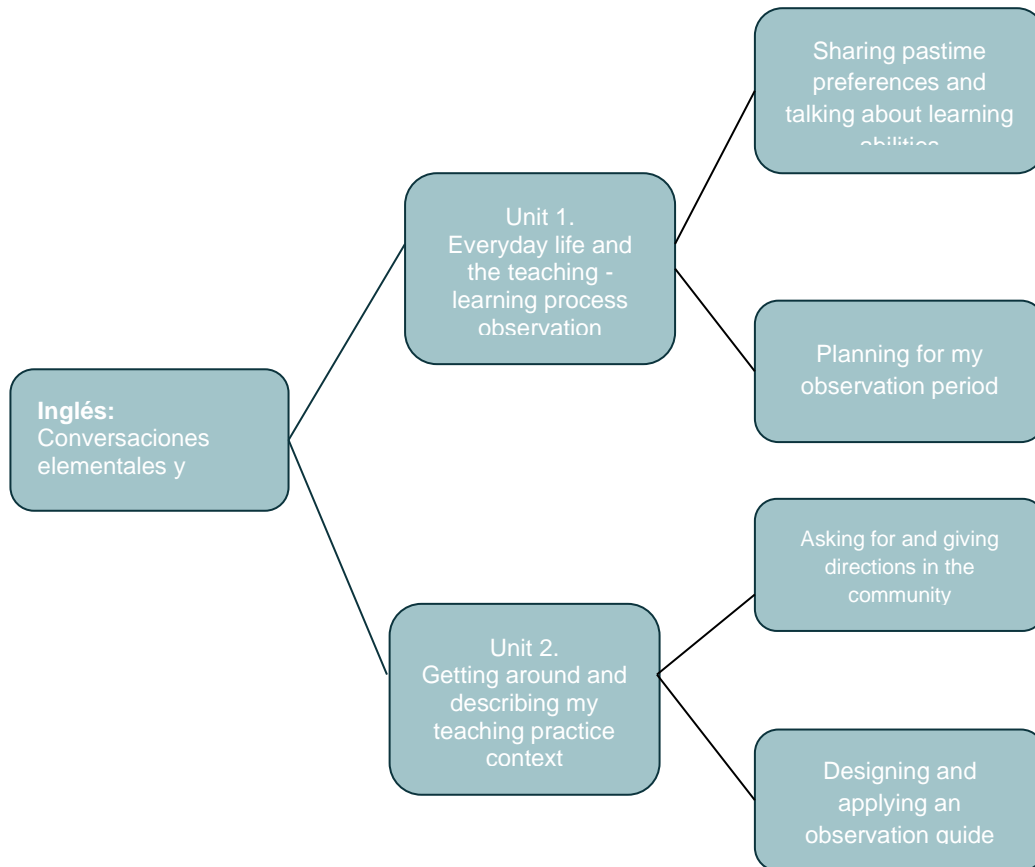 Sharing pastime
preferences and
talking about learning
abilities
Unit 1.
Everyday life and
the teaching -
learning process
observation
Planning for my
observation period
Inglés:
Conversaciones
elementales y
Asking for and giving
directions in the
community
Unit 2.
Getting around and
describing my
teaching practice
context
Designing and
applying an
observation guide